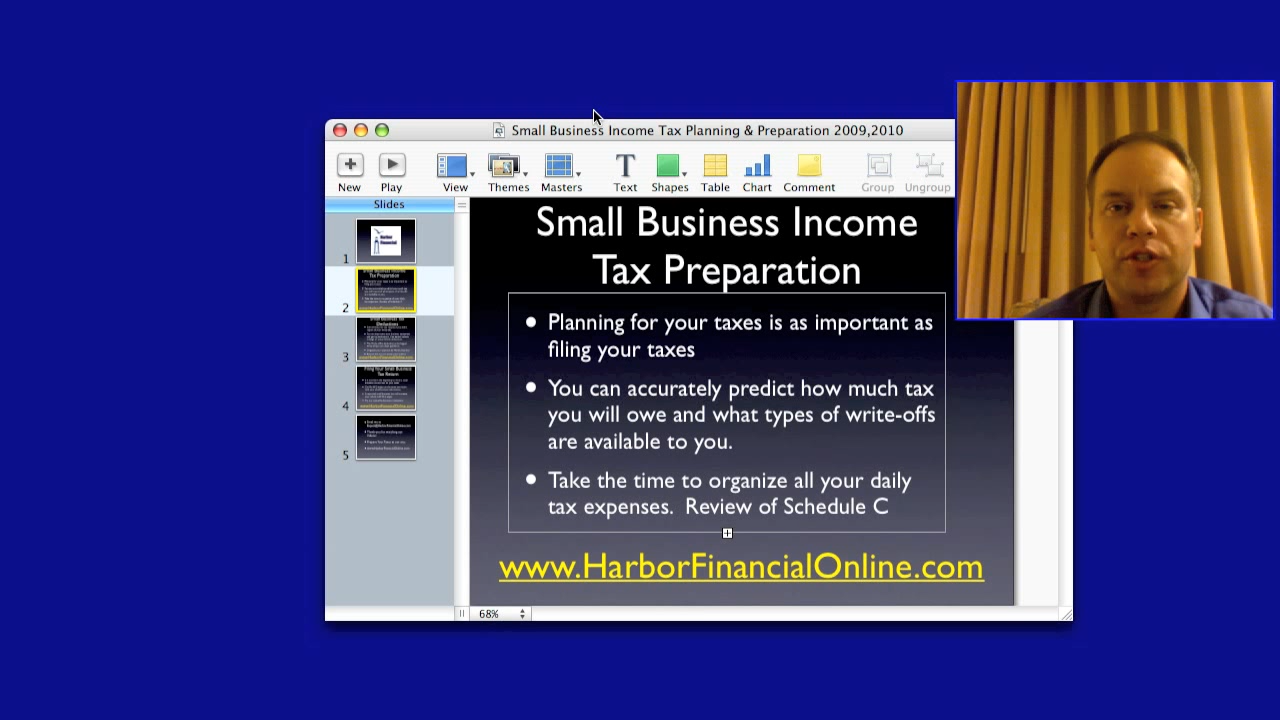 Small Business Income Tax Planning & Preparation 2009,2010
New
Play
View
Themes
Masters
Text
Shapes
Table
Chart
Comment
Group
Ungroup
Slides
1
2
3
4
5
Small Business Income
Tax Preparation
Planning for your taxes is as important as
filing your taxes
You can accurately predict how much tax
you will owe and what types of write-offs
are available to you.
Take the time to organize all your daily
tax expenses.  Review of Schedule C
www.HarborFinancialOnline.com
68%